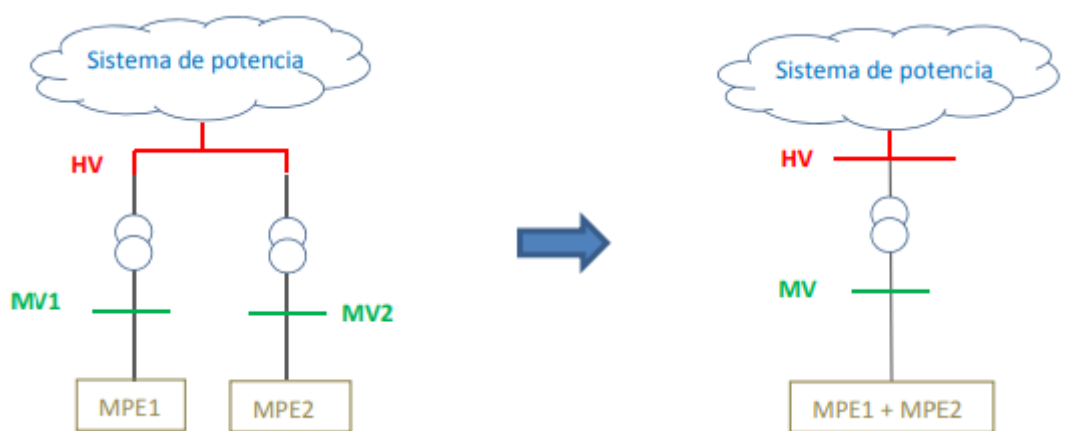 Sistema de potencia
HV
MV1
MV2
MPE1
MPE2
Sistema de potencia
HV
MV
MPE1 + MPE2